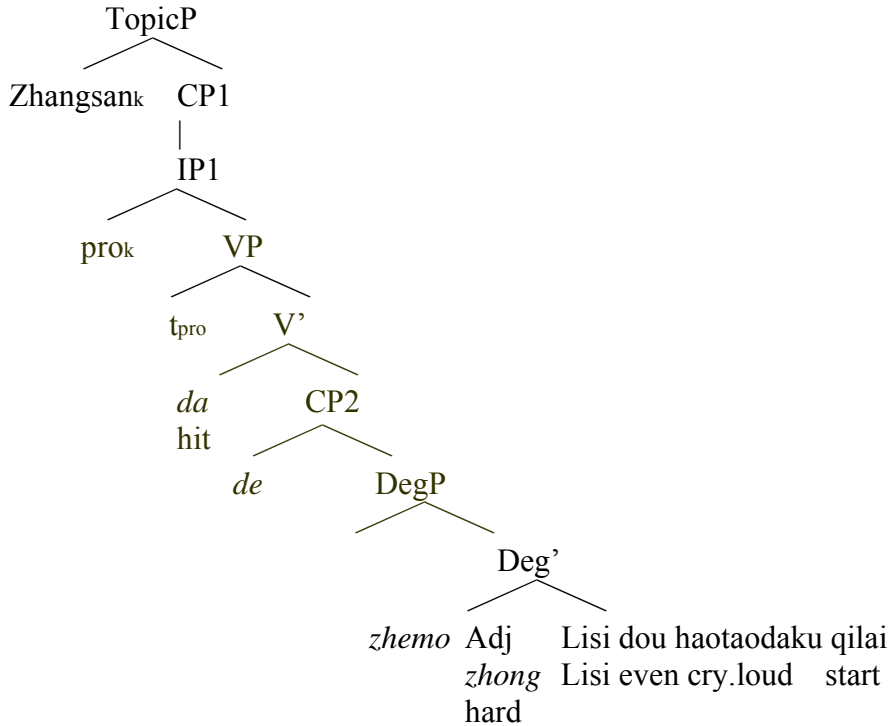 TopicP
Zhangsank CP1
IP1
prok VP
tpro V’
da CP2
hit
de DegP
Deg’
zhemo Adj Lisi dou haotaodaku qilai
zhong Lisi even cry.loud start
hard